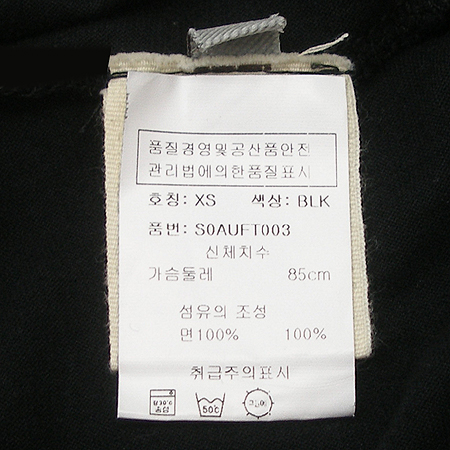 품질경영및공산품안전
관리법에의한품질표시
호칭: XS 색상: BLK
품번: S0AUFT003
신체치수
가슴둘레 85cm
섬유의 조성
면100% 100%
취급주의표시
50℃